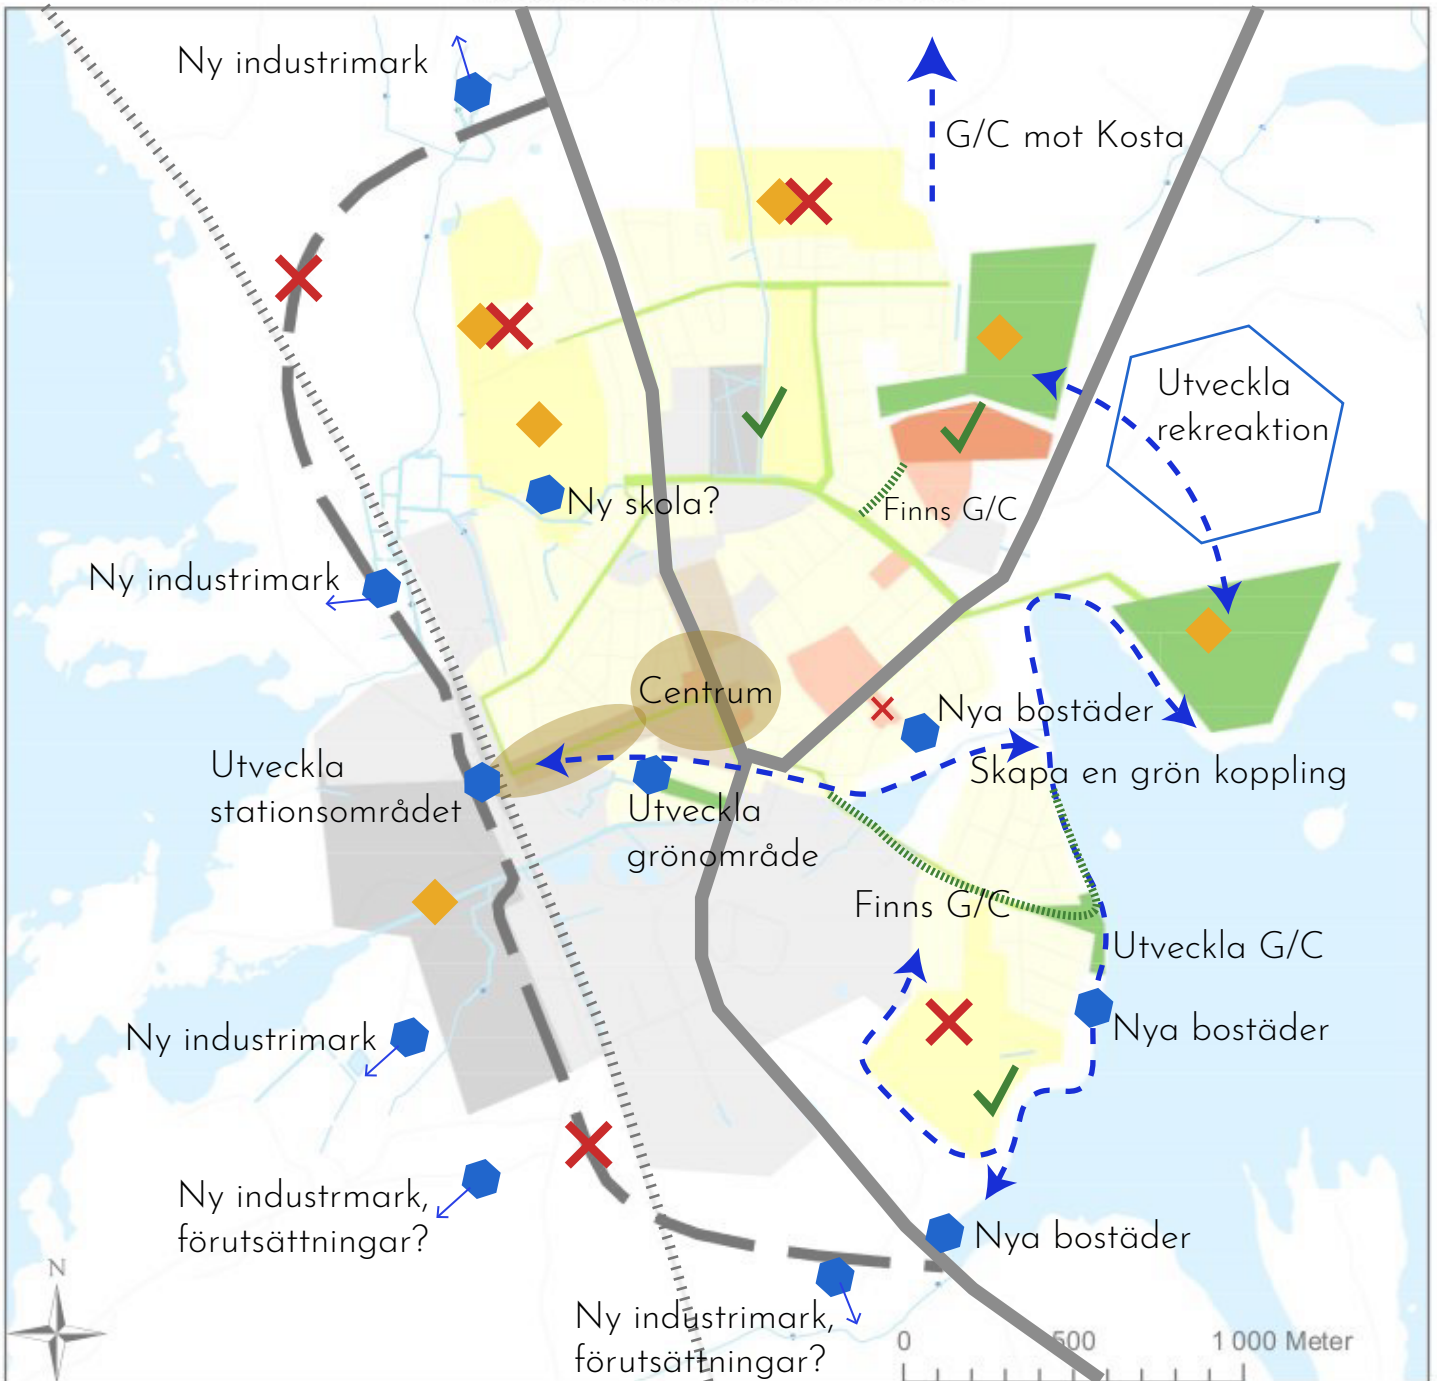 Ny industrimark
G/C mot Kosta
Utveckla
rekreaktion
Ny skola?
Finns G/C
Ny industrimark
Centrum
Nya bostäder
Utveckla
stationsområdet
Skapa en grön koppling
Utveckla
grönområde
Finns G/C
Utveckla G/C
Ny industrimark
Nya bostäder
Ny industrmark,
förutsättningar?
Nya bostäder
N
Ny industrimark,
förutsättningar?
0 500 1 000 Meter